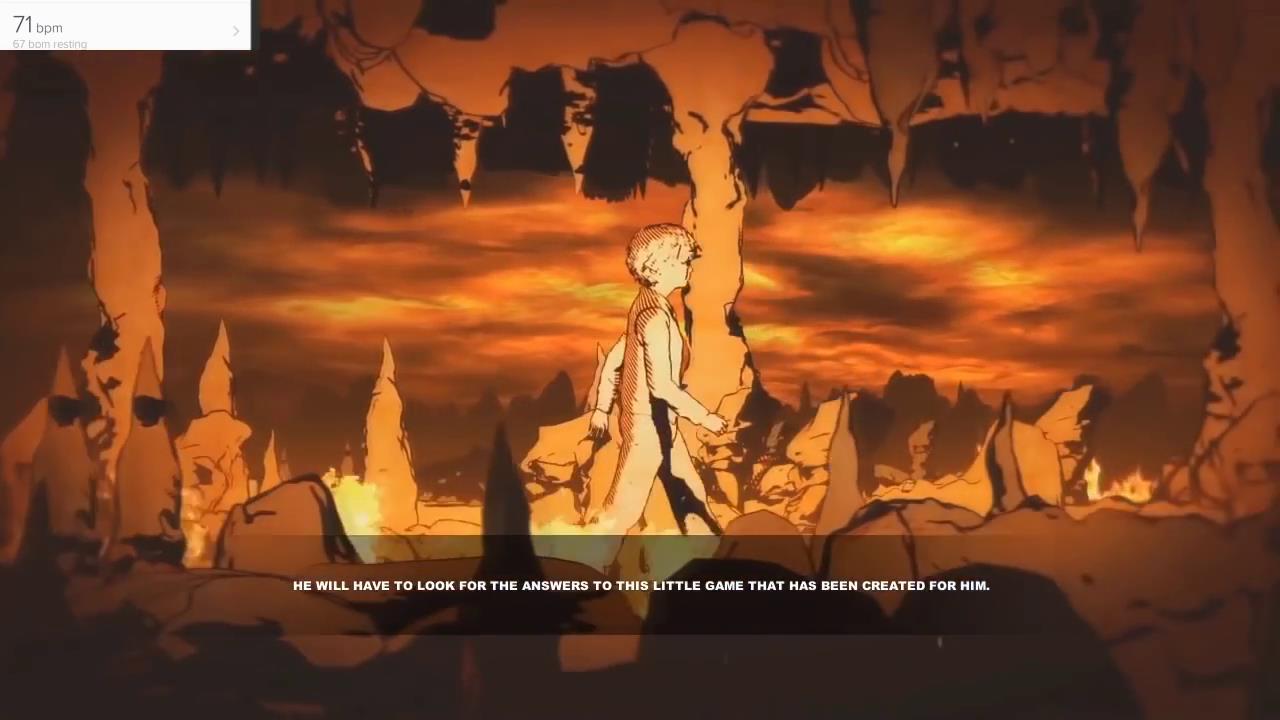 71 bpm
67 bpm resting
HE WILL HAVE TO LOOK FOR THE ANSWERS TO THIS LITTLE GAME THAT HAS BEEN CREATED FOR HIM.